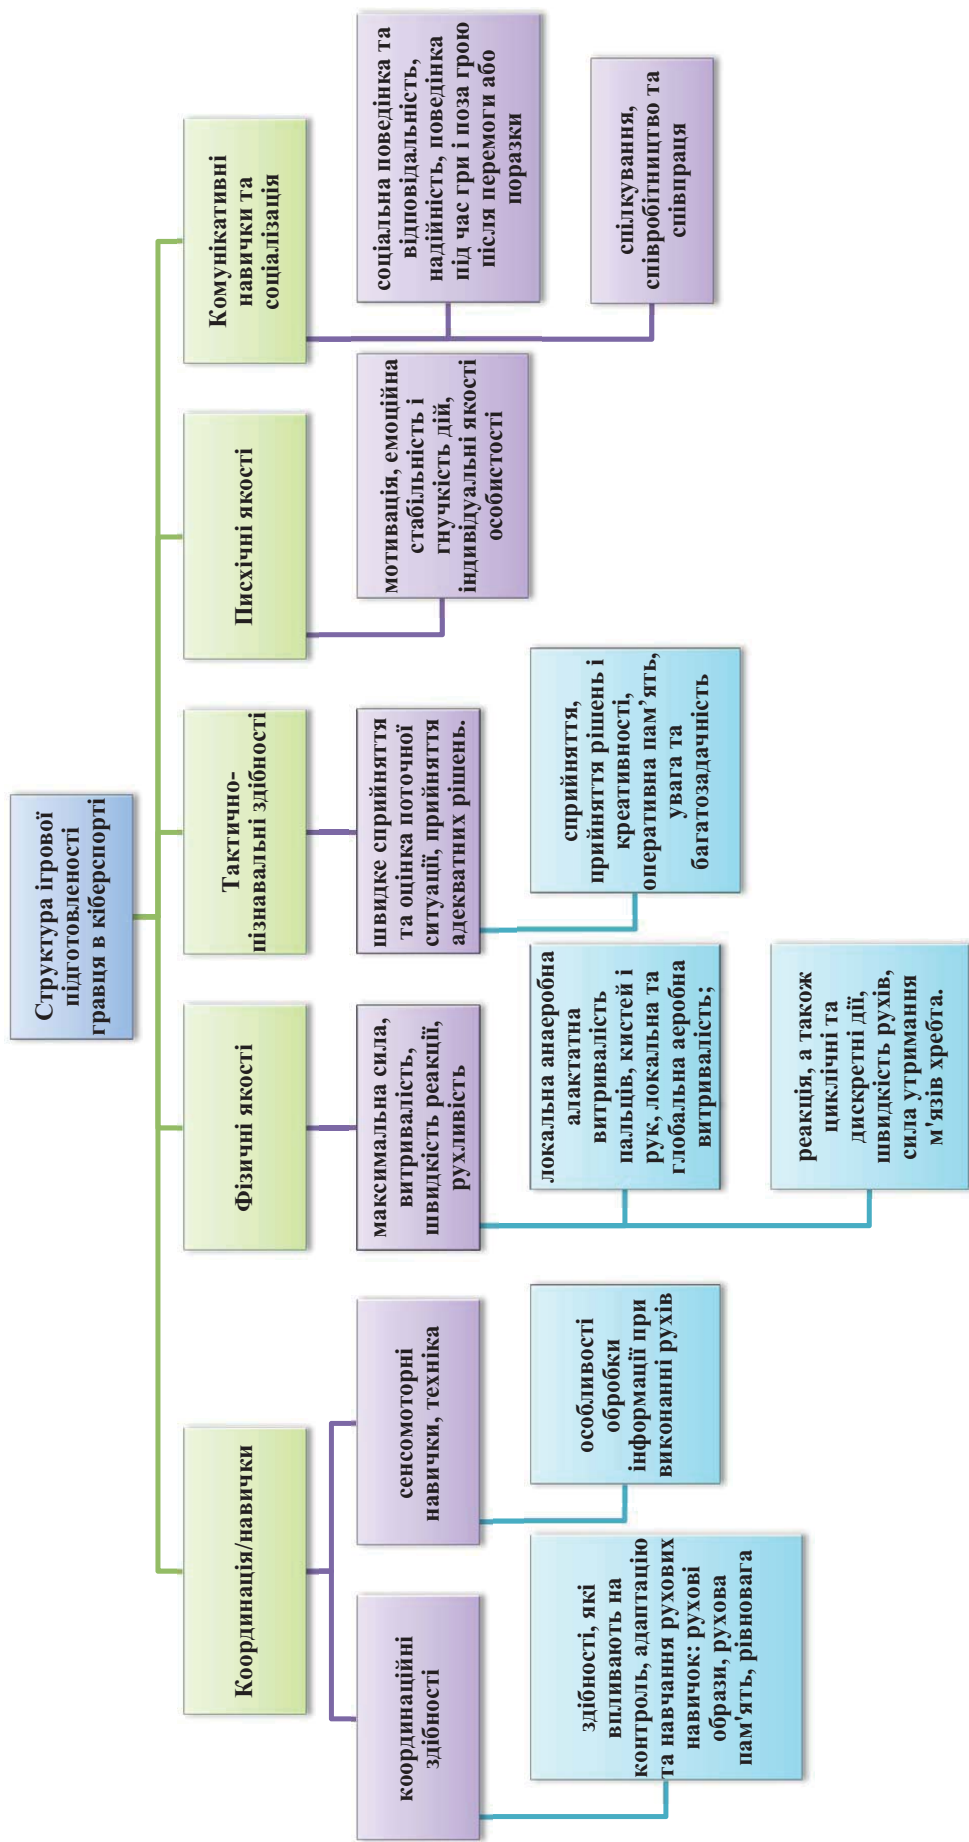 Структура ігрової
підготовленості
гравця в кіберспорті
Координація/навички
координаційні
здібності
здібності, які
впливають на
контроль, адаптацію
та навчання рухових
навичок: рухові
образи, рухова
пам'ять, рівновага
сенсомоторні
навички, техніка
особливості
обробки
інформації при
виконанні рухів
Фізичні якості
максимальна сила,
витривалість,
швидкість реакції,
рухливість
локальна анаеробна
алактатна
витривалість
пальців, кистей і
рук, локальна та
глобальна аеробна
витривалість;
реакція, а також
циклічні та
дискретні дії,
швидкість рухів,
сила утримання
м'язів хребта.
Тактично-
пізнавальні здібності
швидке сприйняття
та оцінка поточної
ситуації, прийняття
адекватних рішень.
сприйняття,
прийняття рішень і
креативності,
оперативна пам’ять,
увага та
багатозадачність
Писхічні якості
мотивація, емоційна
стабільність і
гнучкість дій,
індивідуальні якості
особистості
Комунікативні
навички та
соціалізація
соціальна поведінка та
відповідальність,
надійність, поведінка
під час гри і поза грою
після перемоги або
поразки
спілкування,
співробітництво та
співпраця